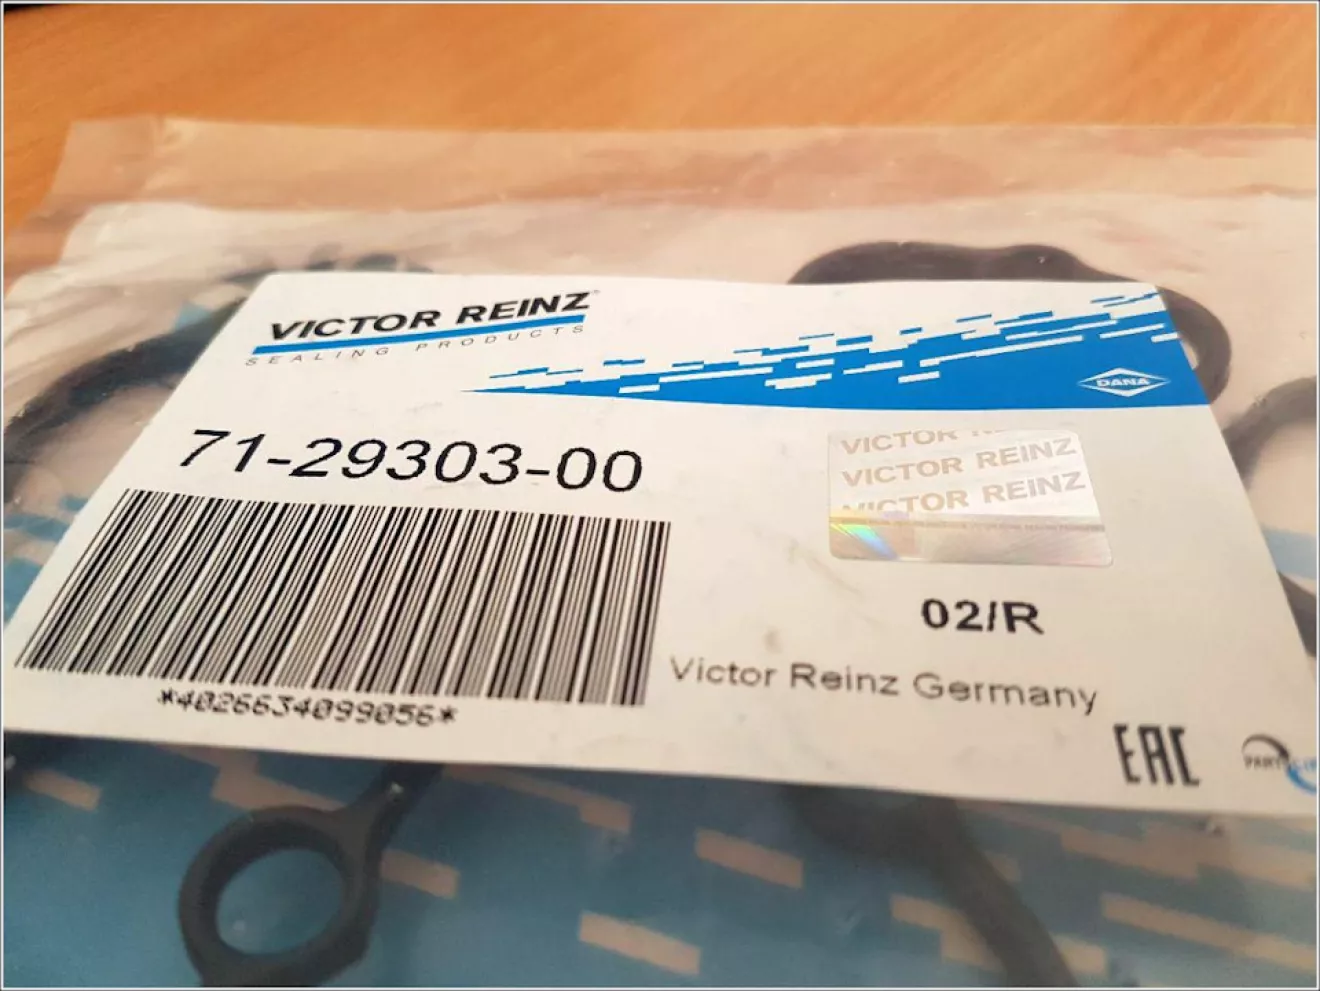 VICTOR REINZ
SEALING PRODUCTS
DANA
71-29303-00
VICTOR REINZ
VICTOR REINZ
VICTOR REINZ
02/R
*4026634099056*
Victor Reinz Germany
EAC